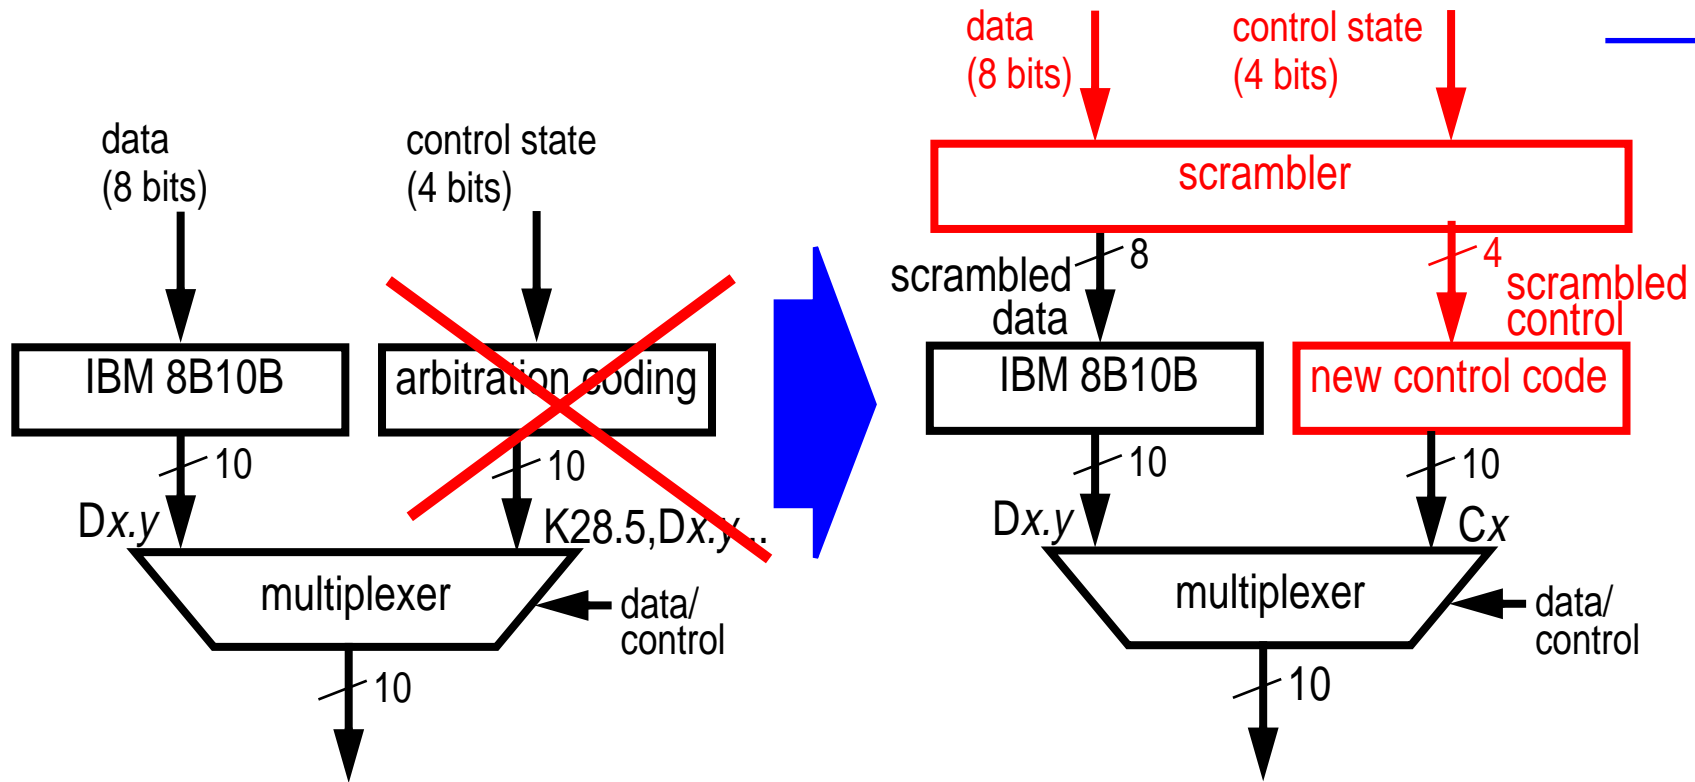 data
(8 bits)
control state
(4 bits)
IBM 8B10B
arbitration coding
10
10
Dx.y
K28.5,Dx.y..
multiplexer
data/
control
10
data
(8 bits)
control state
(4 bits)
scrambler
8
4
scrambled
data
scrambled
control
IBM 8B10B
new control code
10
10
Dx.y
Cx
multiplexer
data/
control
10